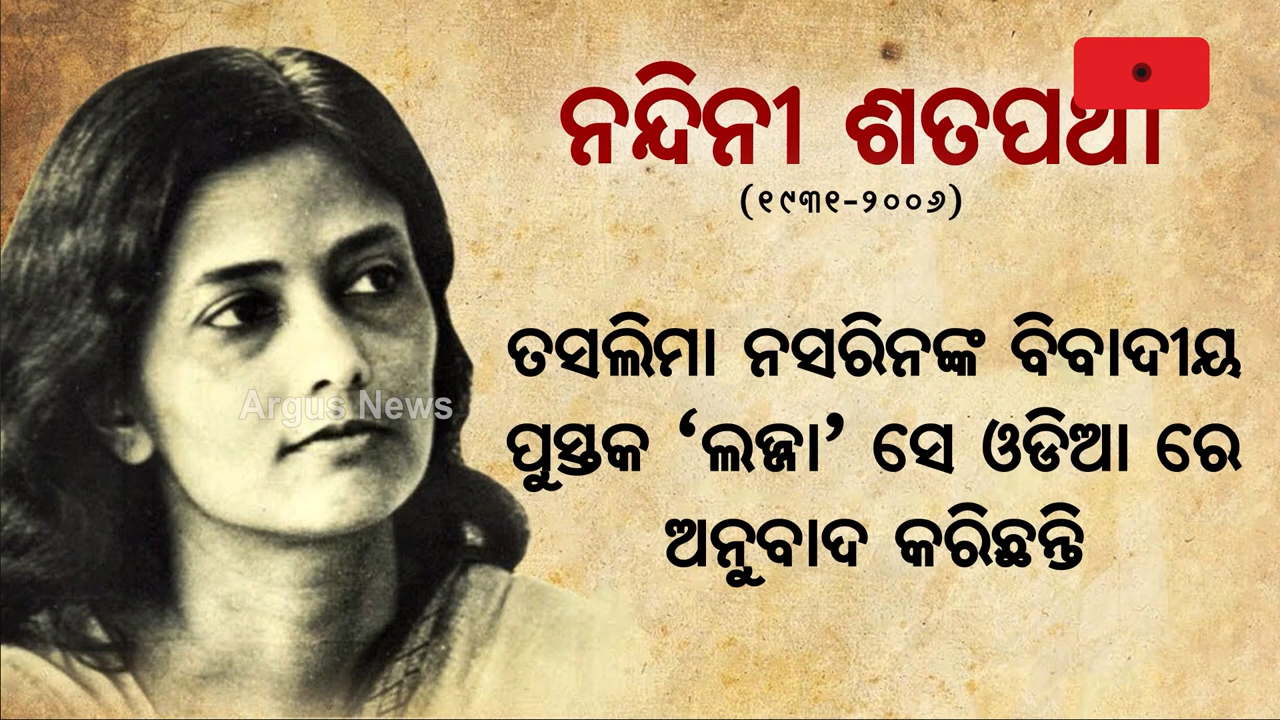 ନନ୍ଦିନୀ ଶତପଥୀ
(୧୯୩୧-୨୦୦୬)
ତସଲିମା ନସରିନଙ୍କ ବିବାଦୀୟ
ପୁସ୍ତକ ‘ଲଜ୍ଜା’ ସେ ଓଡିଆ ରେ
ଅନୁବାଦ କରିଛନ୍ତି
Argus News